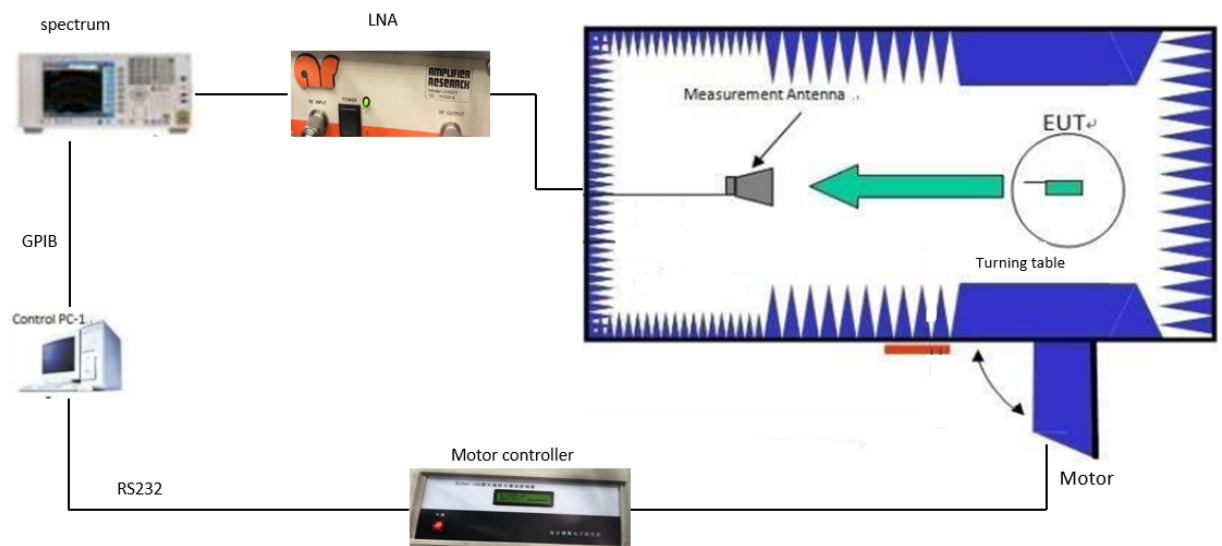 spectrum
LNA
ar
AMPLIFIER
RESEARCH
RF INPUT
POWER
RF OUTPUT
Measurement Antenna
EUT
Turning table
GPIB
Control PC-1
Motor controller
RS232
Motor